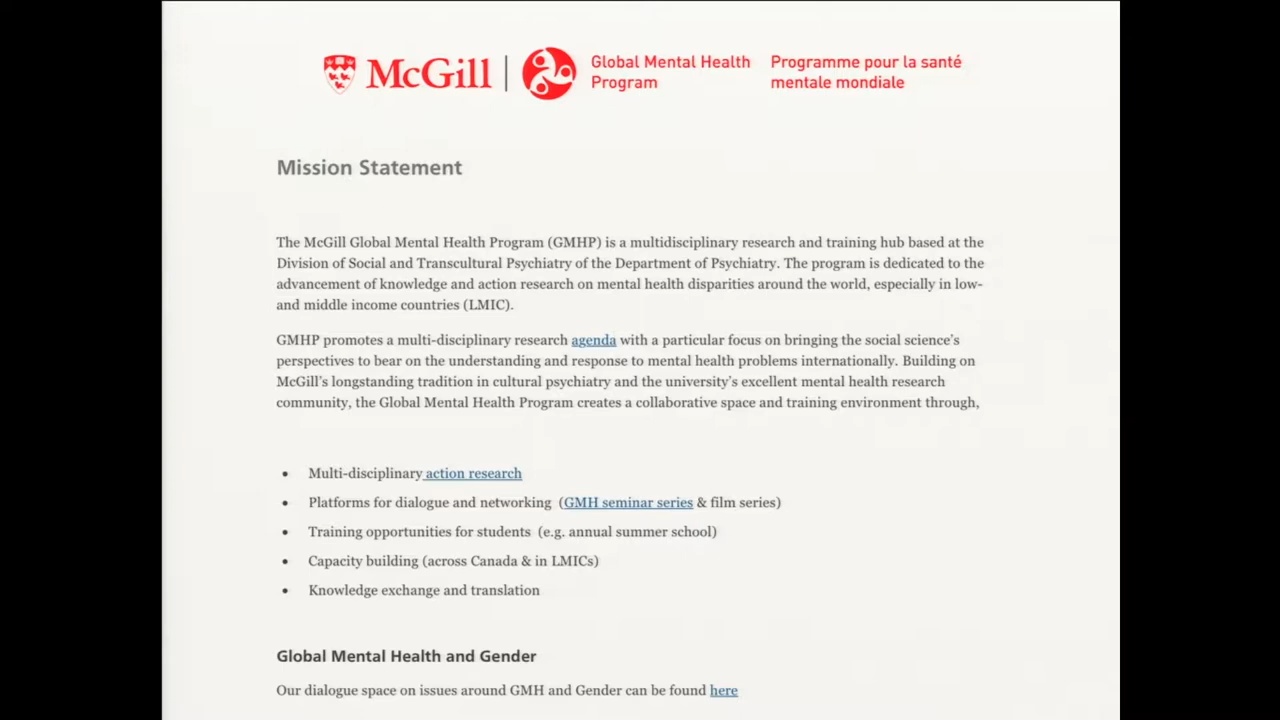 McGill
Global Mental Health
Program
Programme pour la santé
mentale mondiale
Mission Statement
The McGill Global Mental Health Program (GMHP) is a multidisciplinary research and training hub based at the
Division of Social and Transcultural Psychiatry of the Department of Psychiatry. The program is dedicated to the
advancement of knowledge and action research on mental health disparities around the world, especially in low-
and middle income countries (LMIC).
GMHP promotes a multi-disciplinary research agenda with a particular focus on bringing the social science's
perspectives to bear on the understanding and response to mental health problems internationally. Building on
McGill's longstanding tradition in cultural psychiatry and the university's excellent mental health research
community, the Global Mental Health Program creates a collaborative space and training environment through,
• Multi-disciplinary action research
• Platforms for dialogue and networking (GMH seminar series & film series)
• Training opportunities for students (e.g. annual summer school)
• Capacity building (across Canada & in LMICs)
• Knowledge exchange and translation
Global Mental Health and Gender
Our dialogue space on issues around GMH and Gender can be found here